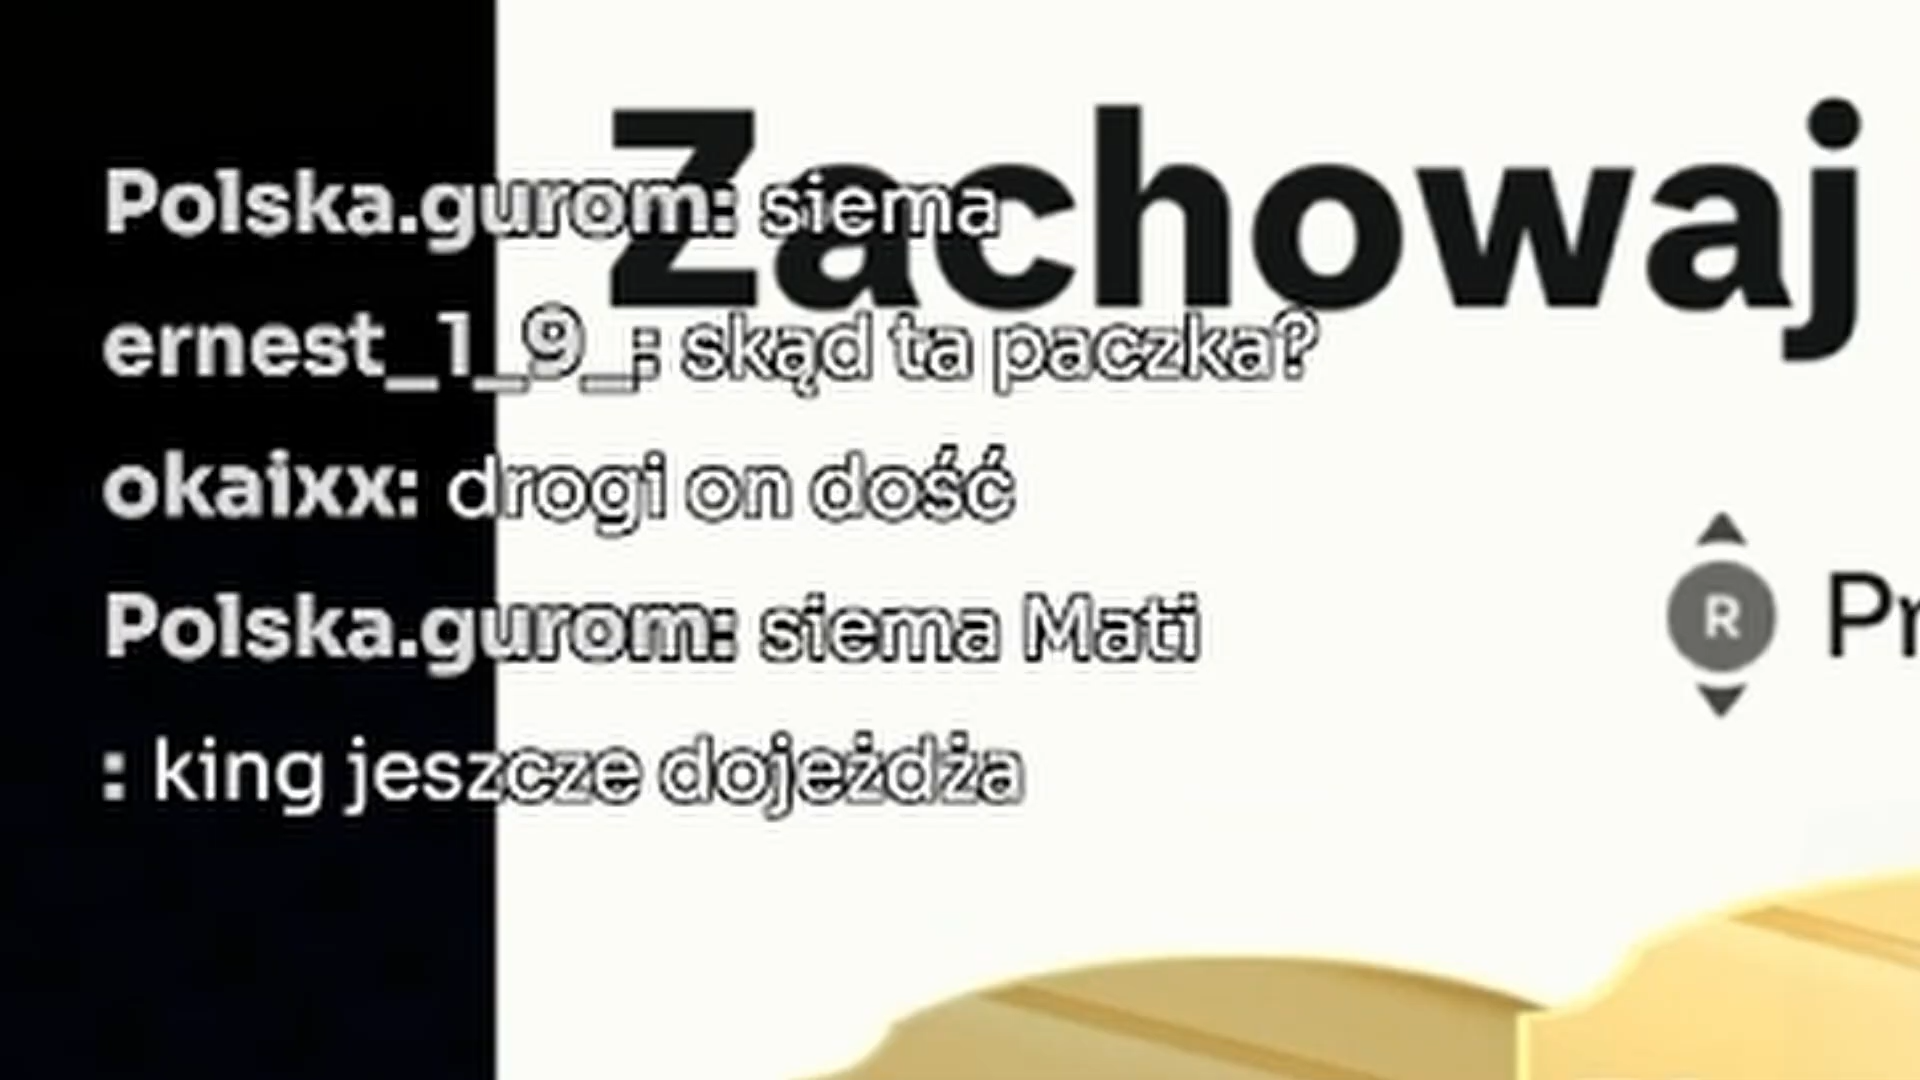 Zachowaj
Polska.gurom: siema
ernest_1_9_: skąd ta paczka?
okaixx: drogi on dość
Polska.gurom: siema Mati
: king jeszcze dojeżdża
R Pr